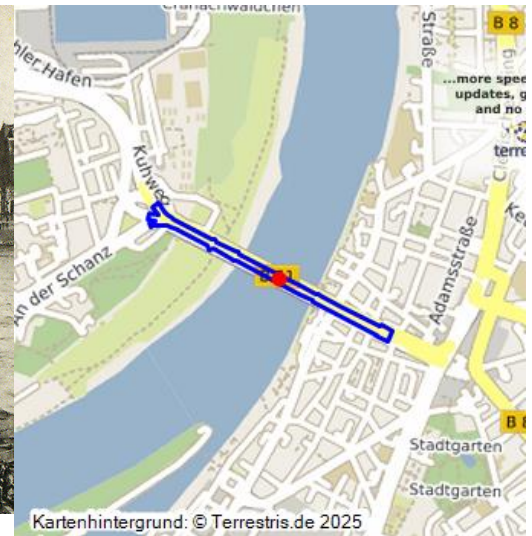 Cranachwäldchen
Straße
B 8
hler Hafen
...more spee
updates, g
and no
terre
Kuhweg
An der Schanz
Adamsstraße
B 8
Stadtgarten
Stadtgarten
Kartenhintergrund: © Terrestris.de 2025